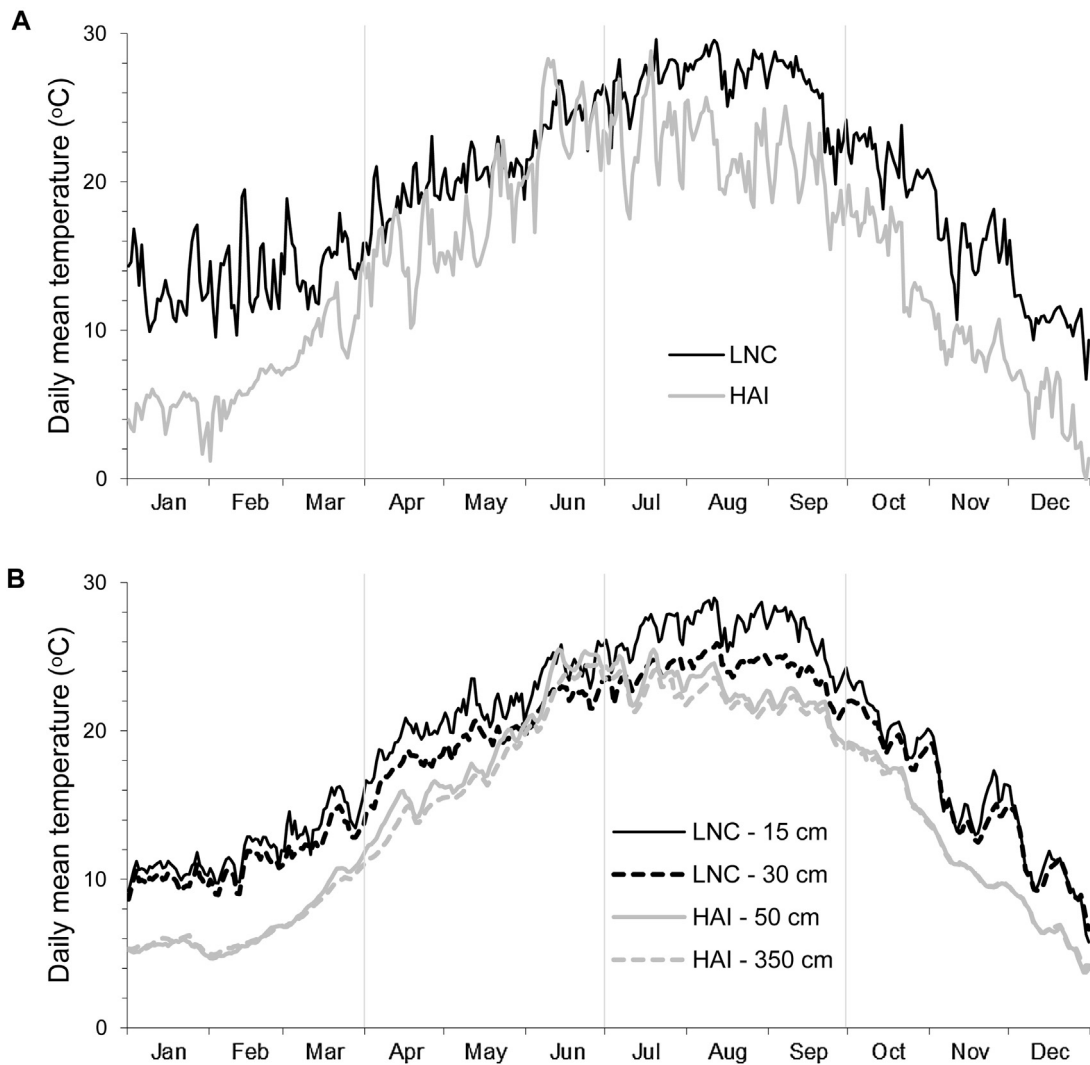 A
Daily mean temperature (oC)
30
20
10
0
LNC
HAI
Jan Feb Mar Apr May Jun Jul Aug Sep Oct Nov Dec
B
Daily mean temperature (oC)
30
20
10
0
LNC - 15 cm
LNC - 30 cm
HAI - 50 cm
HAI - 350 cm
Jan Feb Mar Apr May Jun Jul Aug Sep Oct Nov Dec